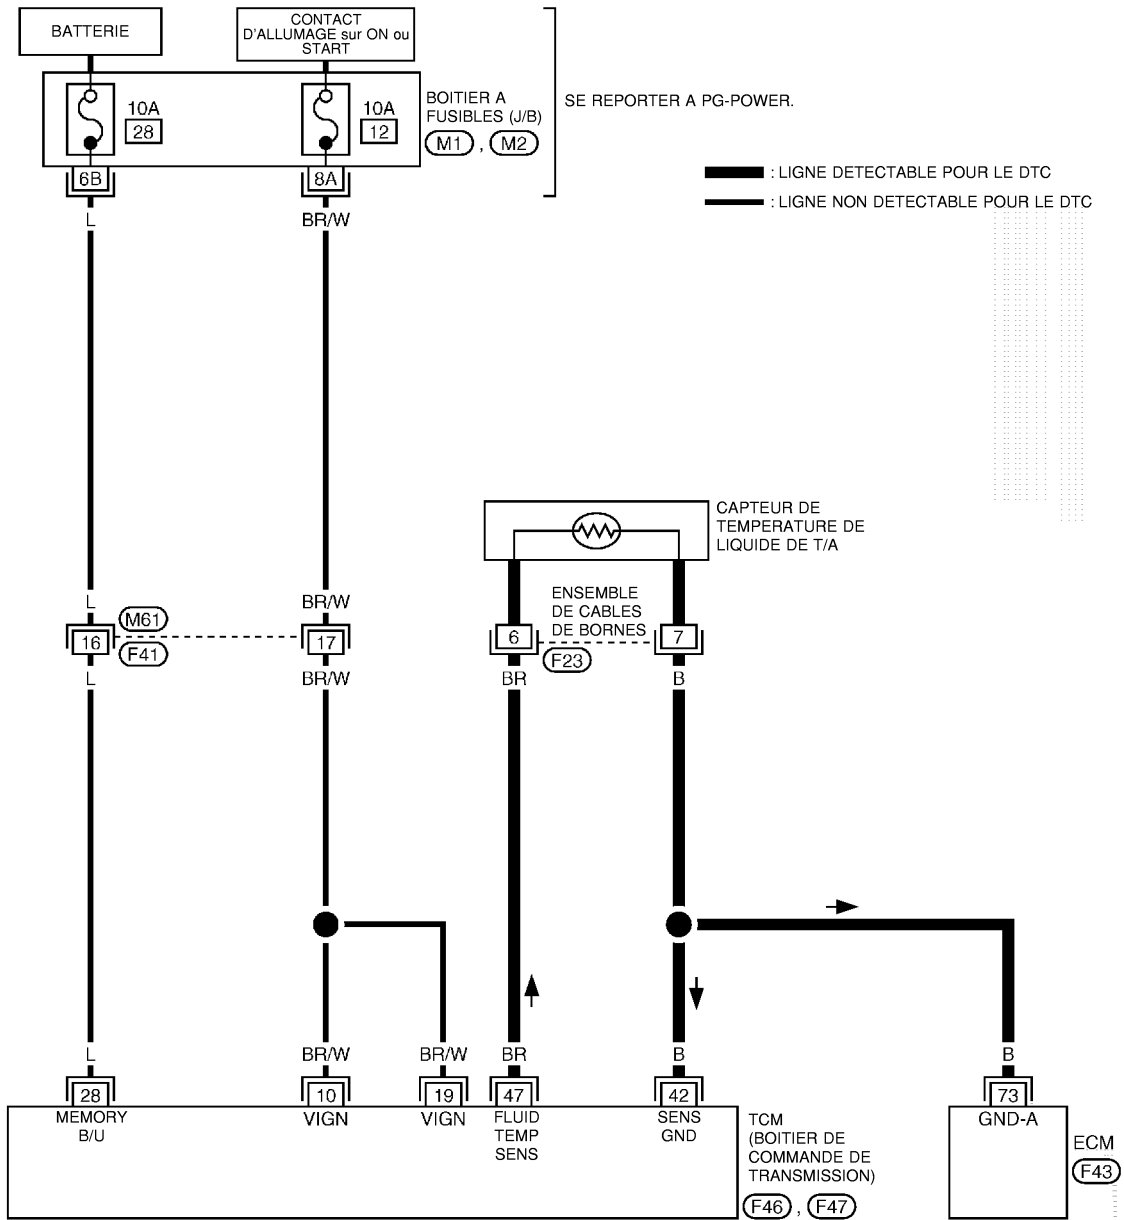 BATTERIE
CONTACT
D'ALLUMAGE sur ON ou
START
10A
28
10A
12
BOITIER A
FUSIBLES (J/B)
M1 , M2
SE REPORTER A PG-POWER.
6B
8A
: LIGNE DETECTABLE POUR LE DTC
: LIGNE NON DETECTABLE POUR LE DTC
L
BR/W
CAPTEUR DE
TEMPERATURE DE
LIQUIDE DE T/A
ENSEMBLE
DE CABLES
DE BORNES
L
BR/W
M61
16
17
6
7
F41
F23
L
BR/W
BR
B
L
BR/W
BR/W
BR
B
B
28
10
19
47
42
73
MEMORY
B/U
VIGN
VIGN
FLUID
TEMP
SENS
SENS
GND
TCM
(BOITIER DE
COMMANDE DE
TRANSMISSION)
F46 , F47
GND-A
ECM
F43